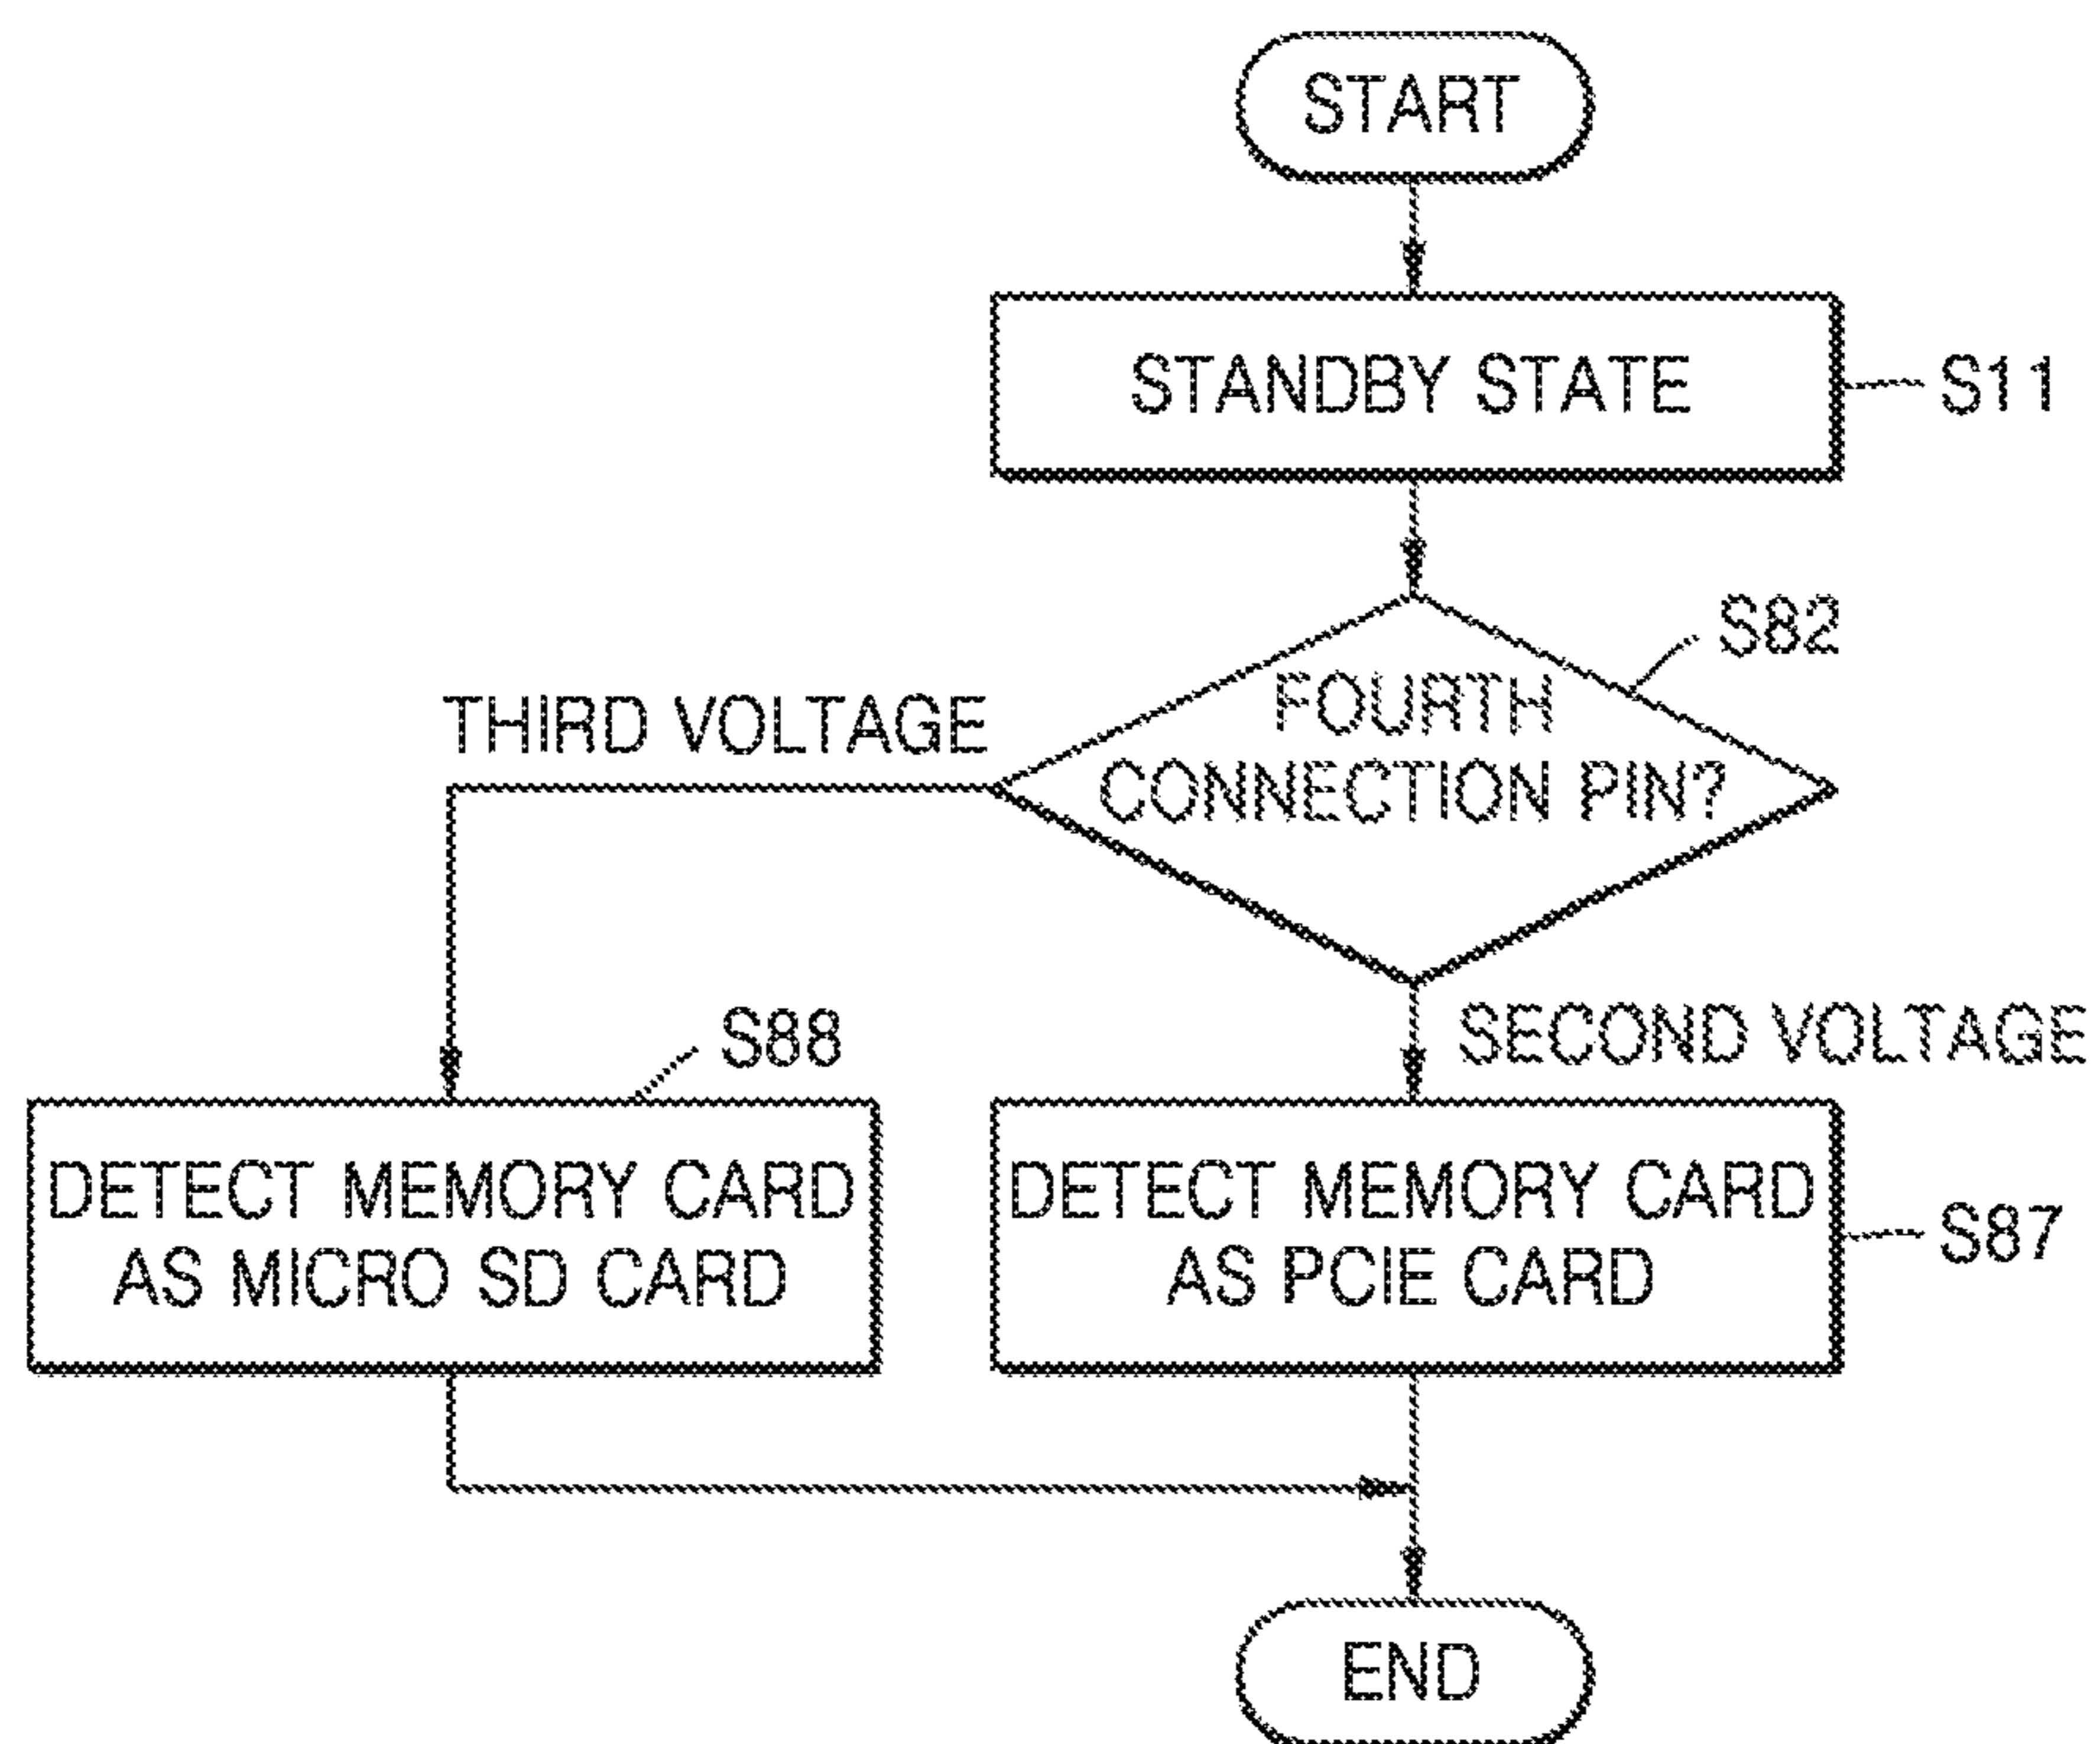 START
STANDBY STATE
S11
S82
FOURTH
CONNECTION PIN?
THIRD VOLTAGE
SECOND VOLTAGE
S88
DETECT MEMORY CARD
AS MICRO SD CARD
DETECT MEMORY CARD
AS PCIE CARD
S87
END